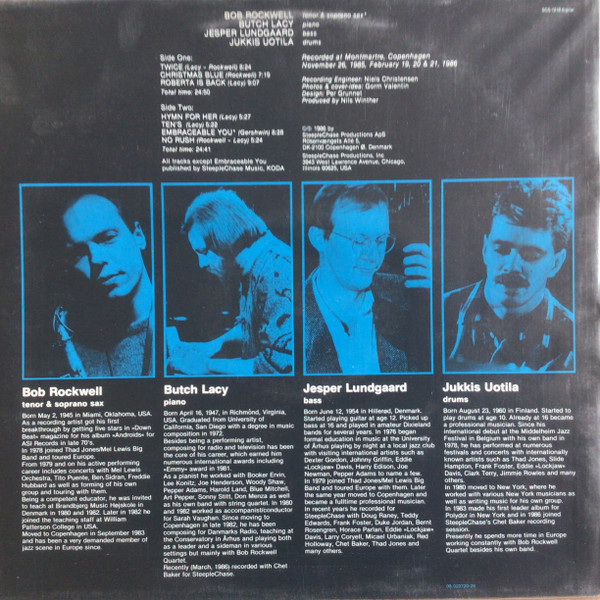 BOB ROCKWELL tenor & soprano sax*
BUTCH LACY piano
JESPER LUNDGAARD bass
JUKKIS UOTILA drums
Side One:
TWICE (Lacy - Rockwell) 8:24
CHRISTMAS BLUE (Rockwell) 7:19
ROBERTA IS BACK (Lacy) 9:07
Total time: 24:50
Side Two:
HYMN FOR HER (Lacy) 5:27
TEN'S (Lacy) 5:22
EMBRACEABLE YOU* (Gershwin) 8:28
NO RUSH (Rockwell - Lacy) 5:24
Total time: 24:41
All tracks except Embraceable You
published by SteepleChase Music, KODA
Recorded at Montmartre, Copenhagen
November 26, 1985, February 19, 20 & 21, 1986
Recording Engineer: Niels Christensen
Photos & cover-idea: Gorm Valentin
Design: Per Grunnet
Produced by Nils Winther
℗© 1986 by
SteepleChase Productions ApS
DK-2100 Copenhagen Ø, Denmark
SteepleChase Productions, Inc
3943 West Lawrence Avenue, Chicago,
Illinois 60625, USA
Bob Rockwell
tenor & soprano sax
Born May 2, 1945 in Miami, Oklahoma, USA.
As a recording artist got his first
breakthrough by getting five stars in »Down
Beat« magazine for his album »Androids« for
ASI Records in late 70's.
In 1978 joined Thad Jones/Mel Lewis Big
Band and toured Europe.
From 1979 and on his active performing
career includes concerts with Mel Lewis
Orchestra, Tito Puente, Ben Sidran, Freddie
Hubbard as well as forming of his own
group and touring with them.
Being a competent educator, he was invited
to teach at Brandbjerg Musik Højskole in
Denmark in 1980 and 1982. Later in 1982 he
joined the teaching staff at William
Patterson College in USA.
Moved to Copenhagen in September 1983
and has been a very demanded member of
jazz scene in Europe since.
Butch Lacy
piano
Born April 16, 1947, in Richmond, Virginia,
USA. Graduated from University of
California, San Diego with a degree in music
composition in 1972.
Besides being a performing artist,
composing for radio and television has been
the core of his career, which earned him
numerous international awards including
»Emmy« award in 1981.
As a pianist he worked with Booker Ervin,
Lee Konitz, Joe Henderson, Woody Shaw,
Pepper Adams, Harold Land, Blue Mitchell,
Art Pepper, Sonny Stitt, Don Menza as well
as his own band with string quartet. In 1980
and 1982 worked as accompanist/conductor
for Sarah Vaughan. Since moving to
Copenhagen in late 1982, he has been
composing for Danmarks Radio, teaching at
the Conservatory in Århus and playing both
as a leader and a sideman in various
settings but mainly with Bob Rockwell
Quartet.
Recently (March, 1986) recorded with Chet
Baker for SteepleChase.
Jesper Lundgaard
bass
Born June 12, 1954 in Hillerød, Denmark.
Started playing guitar at age 12. Picked up
bass at 16 and played in amateur Dixieland
bands for several years. In 1976 began
formal education in music at the University
of Århus playing by night at a local jazz club
with visiting international artists such as
Dexter Gordon, Johnny Griffin, Eddie
»Lockjaw« Davis, Harry Edison, Joe
Newman, Pepper Adams to name a few.
In 1979 joined Thad Jones/Mel Lewis Big
Band and toured Europe with them. Later
the same year moved to Copenhagen and
became a fulltime professional musician.
In recent years he recorded for
SteepleChase with Doug Raney, Teddy
Edwards, Frank Foster, Duke Jordan, Bernt
Rosengren, Horace Parlan, Eddie »Lockjaw«
Davis, Larry Coryell, Micael Urbaniak, Red
Holloway, Chet Baker, Thad Jones and
many others.
Jukkis Uotila
drums
Born August 23, 1960 in Finland. Started to
play drums at age 10. Already at 16 became
a professional musician. Since his
international debut at the Middelheim Jazz
Festival in Belgium with his own band in
1978, he has performed at numerous
festivals and concerts with internationally
known artists such as Thad Jones, Slide
Hampton, Frank Foster, Eddie »Lockjaw«
Davis, Clark Terry, Jimmie Rowles and many
others.
In 1980 moved to New York, where he
worked with various New York musicians as
well as writing music for his own group.
In 1983 made his first leader album for
Polydor in New York and in 1986 joined
SteepleChase's Chet Baker recording
session.
Presently he spends more time in Europe
working constantly with Bob Rockwell
Quartet besides his own band.